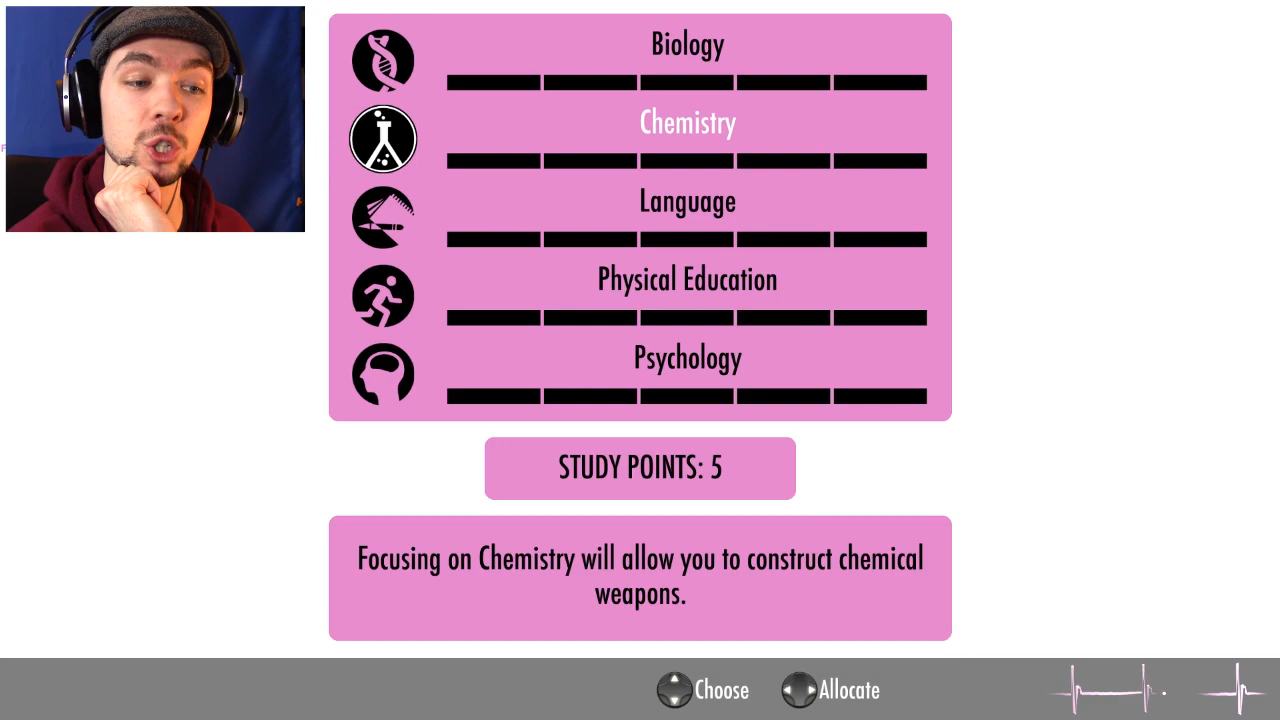 Biology
Chemistry
Language
Physical Education
Psychology
STUDY POINTS: 5
Focusing on Chemistry will allow you to construct chemical
weapons.
Choose
Allocate